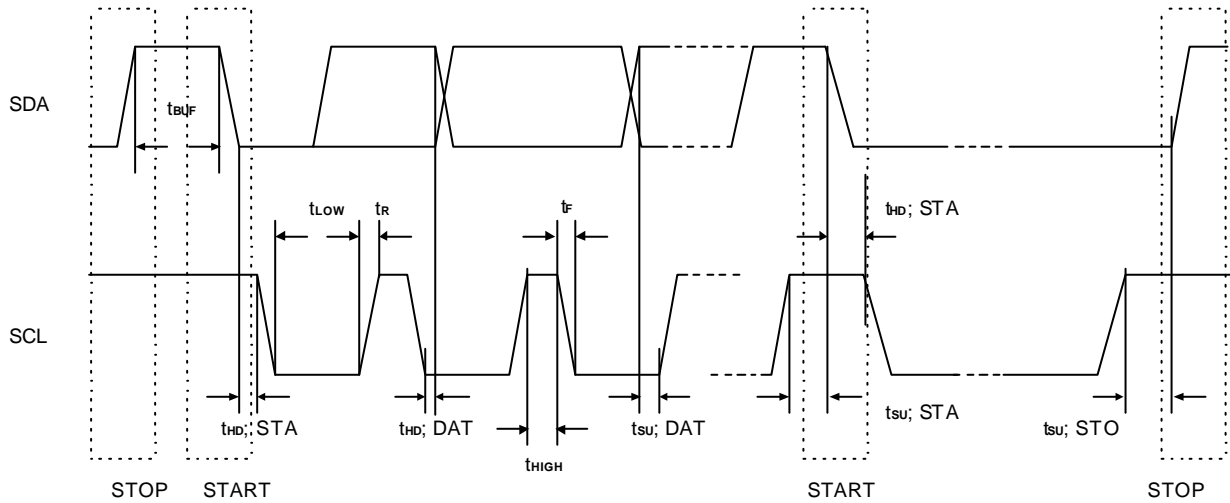 SDA
tBUF
tLOW
tR
tF
tHD; STA
SCL
tHD; STA
tHD; DAT
tHIGH
tSU; DAT
tSU; STA
tSU; STO
STOP
START
START
STOP